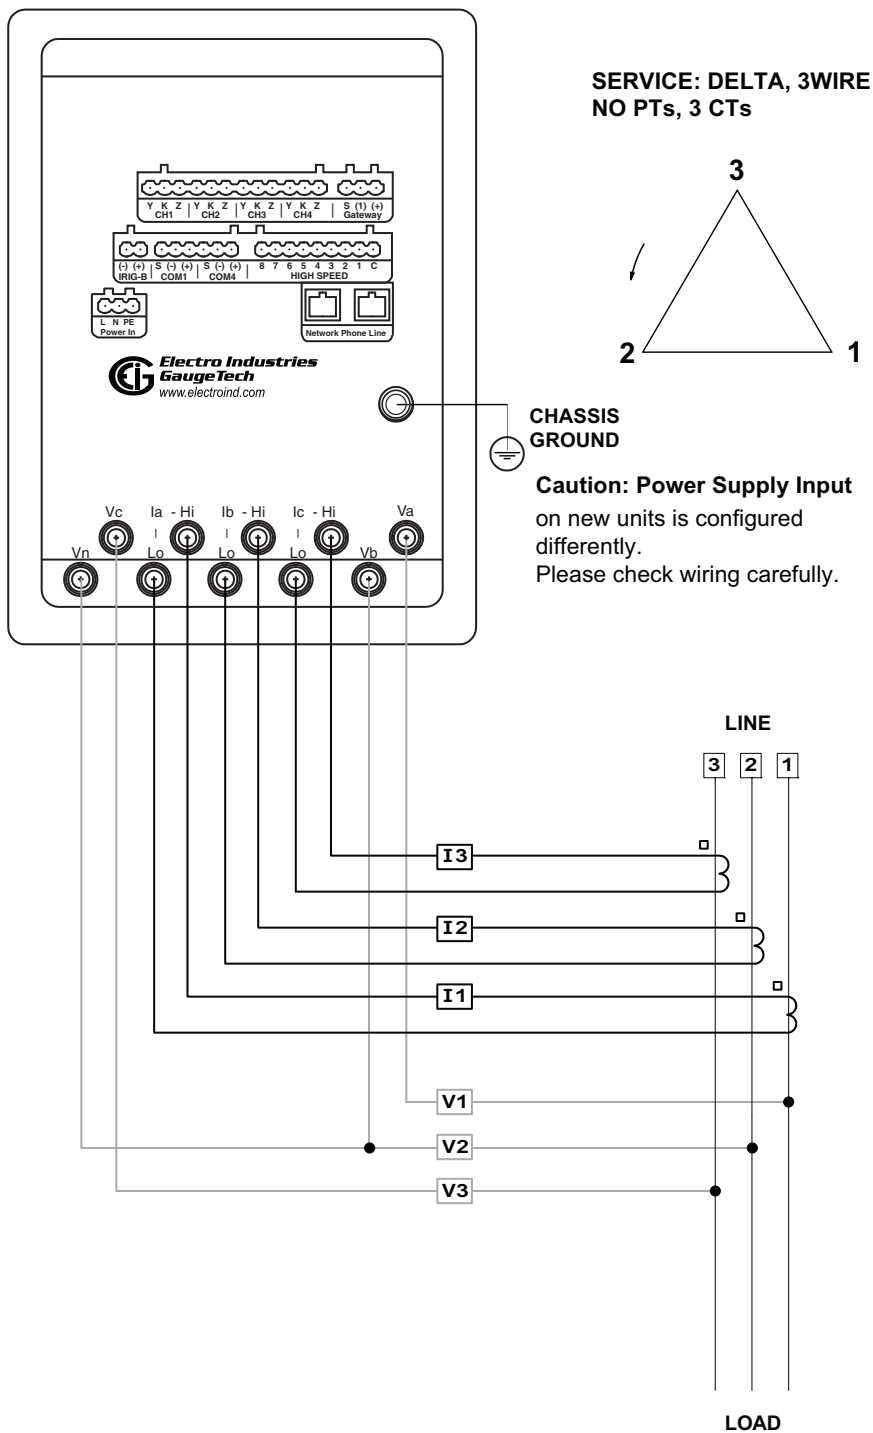 SERVICE: DELTA, 3WIRE
NO PTs, 3 CTs
3
2
1
Y K Z Y K Z Y K Z Y K Z S (1) (+)
CH1 | CH2 | CH3 | CH4 | Gateway
(-) (+) S (-) (+) S (-) (+) 8 7 6 5 4 3 2 1 C
IRIG-B | COM1 | COM4 | HIGH SPEED
L N PE
Power In
Network Phone Line
EIG
Electro Industries
GaugeTech
www.electroind.com
CHASSIS
GROUND
Caution: Power Supply Input
on new units is configured
differently.
Please check wiring carefully.
Vc Ia - Hi Ib - Hi Ic - Hi Va
Vn Lo Lo Lo Vb
LINE
3 2 1
I3
I2
I1
V1
V2
V3
LOAD